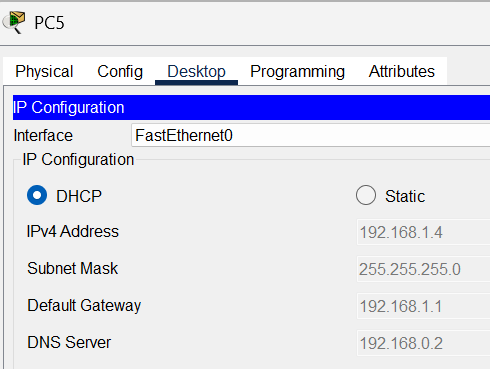 PC5
Physical Config Desktop Programming Attributes
IP Configuration
Interface FastEthernet0
IP Configuration
DHCP Static
IPv4 Address 192.168.1.4
Subnet Mask 255.255.255.0
Default Gateway 192.168.1.1
DNS Server 192.168.0.2